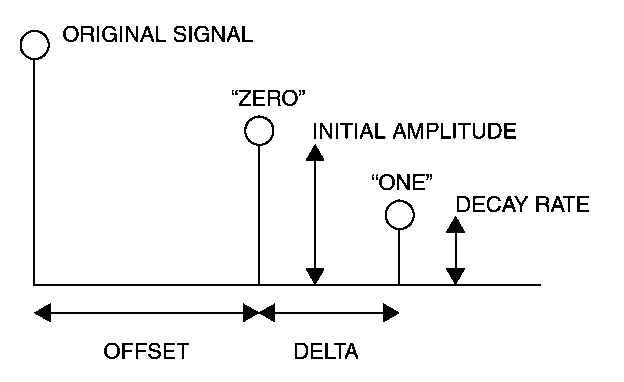 ORIGINAL SIGNAL
“ZERO”
INITIAL AMPLITUDE
“ONE”
DECAY RATE
OFFSET
DELTA